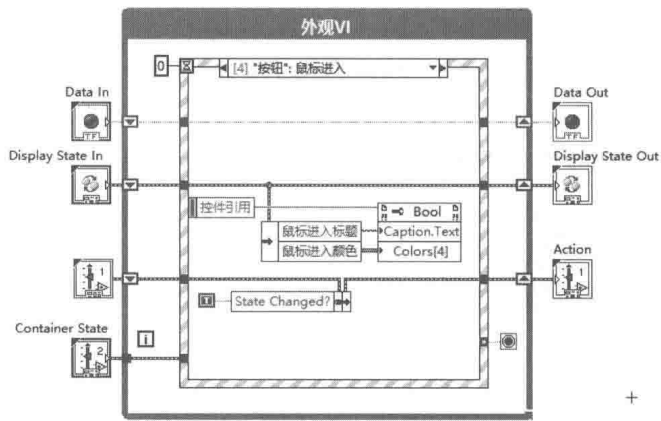 外观VI
0
[4] "按钮": 鼠标进入
Data In
Data Out
Display State In
Display State Out
控件引用
Bool
鼠标进入标题
Caption.Text
鼠标进入颜色
Colors[4]
Action
1
1
T
State Changed?
Container State
i
2